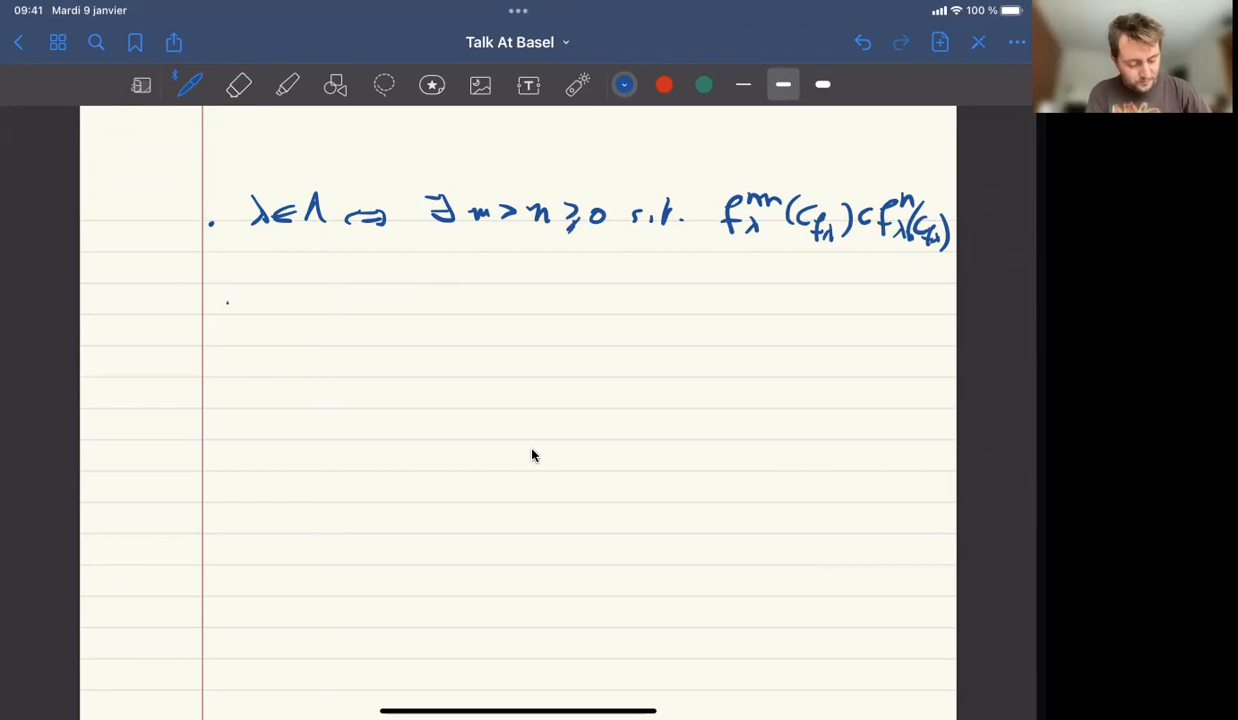 09:41 Mardi 9 janvier
100 %
Talk At Basel
. λ ∈ Λ ⇔ ∃ m > n ⩾ 0 s.t. f_λ^m (C_{f_λ}) ⊂ f_λ^n (C_{f_λ})
.